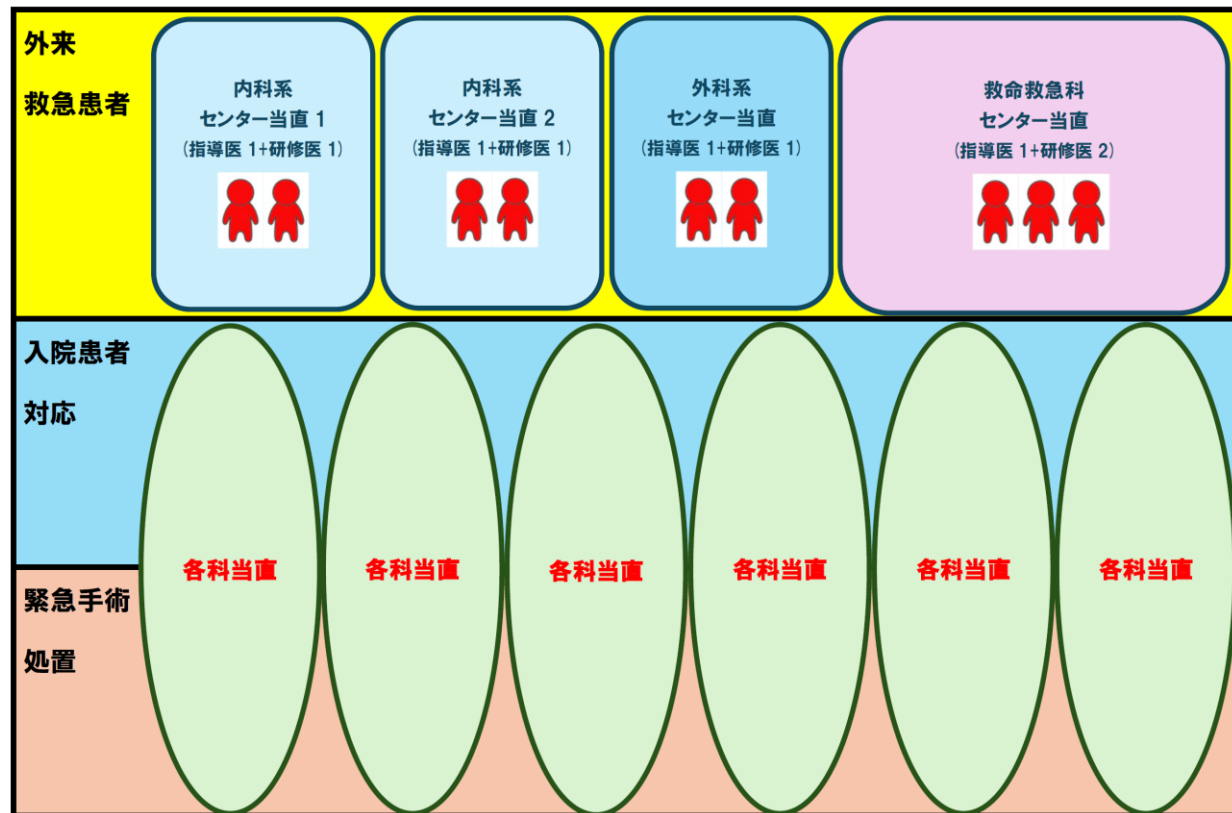 外来
救急患者
内科系
センター当直 1
(指導医 1+研修医 1)
内科系
センター当直 2
(指導医 1+研修医 1)
外科系
センター当直
(指導医 1+研修医 1)
救命救急科
センター当直
(指導医 1+研修医 2)
入院患者
対応
各科当直
各科当直
各科当直
各科当直
各科当直
各科当直
緊急手術
処置